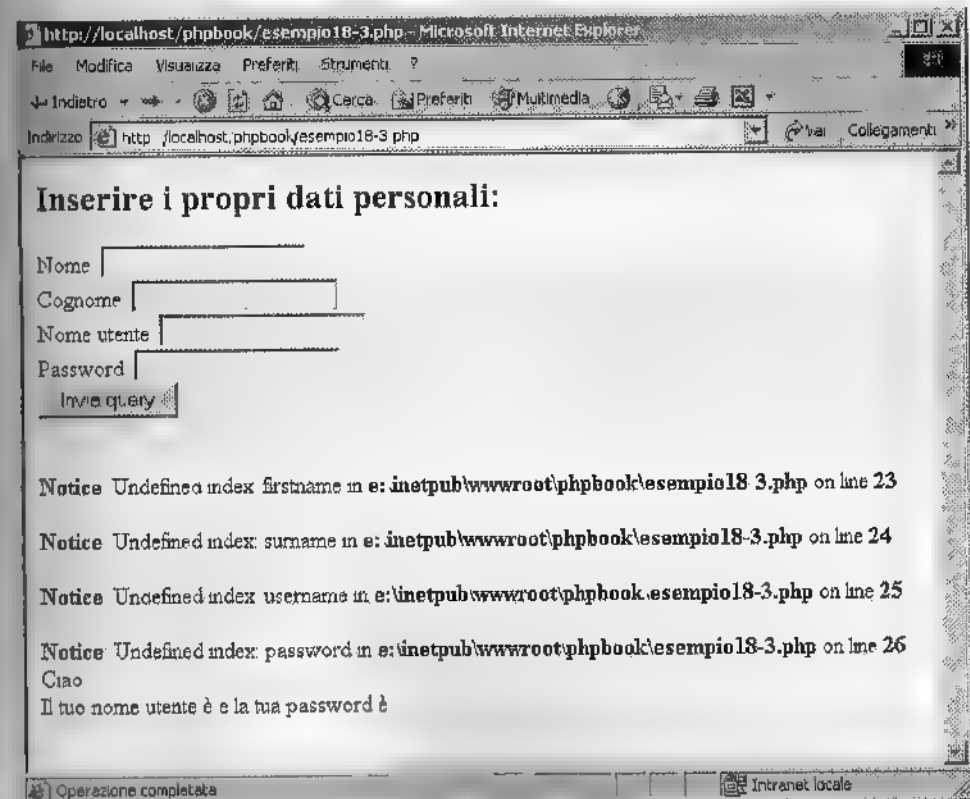 http://localhost/phpbook/esempio18-3.php - Microsoft Internet Explorer
File Modifica Visualizza Preferiti Strumenti ?
Indietro Cerca Preferiti Multimedia
Indirizzo http /localhost/phpbook/esempio18-3 php Vai Collegamenti »
Inserire i propri dati personali:
Nome
Cognome
Nome utente
Password
Invia query
Notice Undefined index firstname in e: inetpub\wwwroot\phpbook\esempio18 3.php on line 23
Notice Undefined index: surname in e: inetpub\wwwroot\phpbook\esempio18-3.php on line 24
Notice Undefined index username in e:\inetpub\wwwroot\phpbook.esempio18-3.php on line 25
Notice: Undefined index: password in e:\inetpub\wwwroot\phpbook\esempio18-3.php on line 26
Ciao
Il tuo nome utente è e la tua password è
Operazione completata Intranet locale